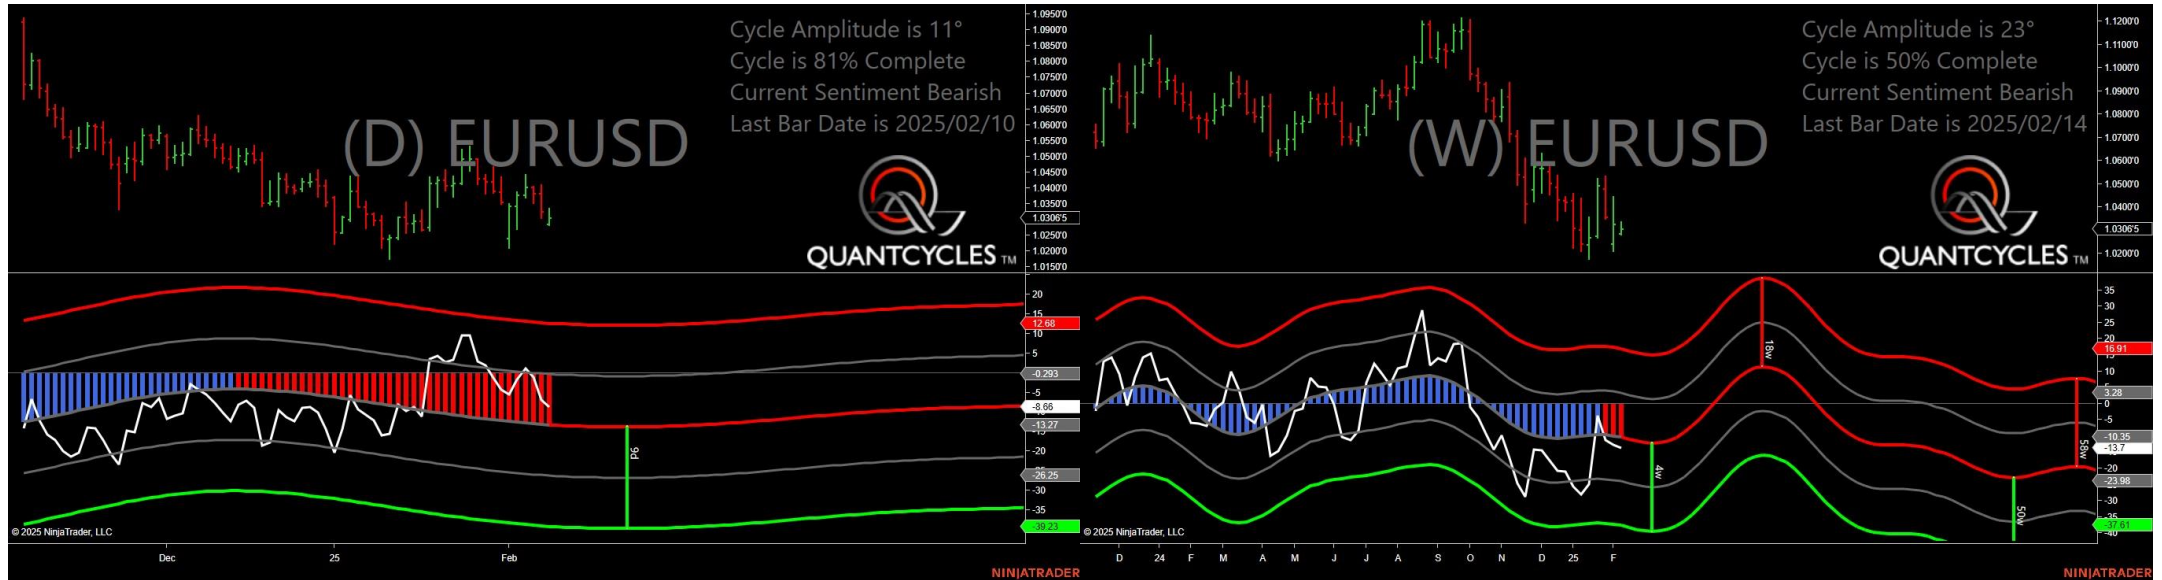 Cycle Amplitude is 11°
Cycle is 81% Complete
Current Sentiment Bearish
Last Bar Date is 2025/02/10
(D) EURUSD
QUANTCYCLES TM
1.0950'0
1.0900'0
1.0850'0
1.0800'0
1.0750'0
1.0700'0
1.0650'0
1.0600'0
1.0550'0
1.0500'0
1.0450'0
1.0400'0
1.0350'0
1.0306'5
1.0250'0
1.0200'0
1.0150'0
20
15
12.68
10
5
-0.293
-5
-8.66
-13.27
-20
-26.25
-30
-35
-39.23
9d
© 2025 NinjaTrader, LLC
Dec 25 Feb
NINJATRADER
Cycle Amplitude is 23°
Cycle is 50% Complete
Current Sentiment Bearish
Last Bar Date is 2025/02/14
(W) EURUSD
QUANTCYCLES TM
1.1200'0
1.1100'0
1.1000'0
1.0900'0
1.0800'0
1.0700'0
1.0600'0
1.0500'0
1.0400'0
1.0306'5
1.0200'0
35
30
25
20
16.91
10
3.28
0
-5
-10.35
-13.7
-20
-23.98
-30
-37.61
-40
18w
4w
58w
50w
© 2025 NinjaTrader, LLC
D 24 F M A M J J A S O N D 25 F
NINJATRADER